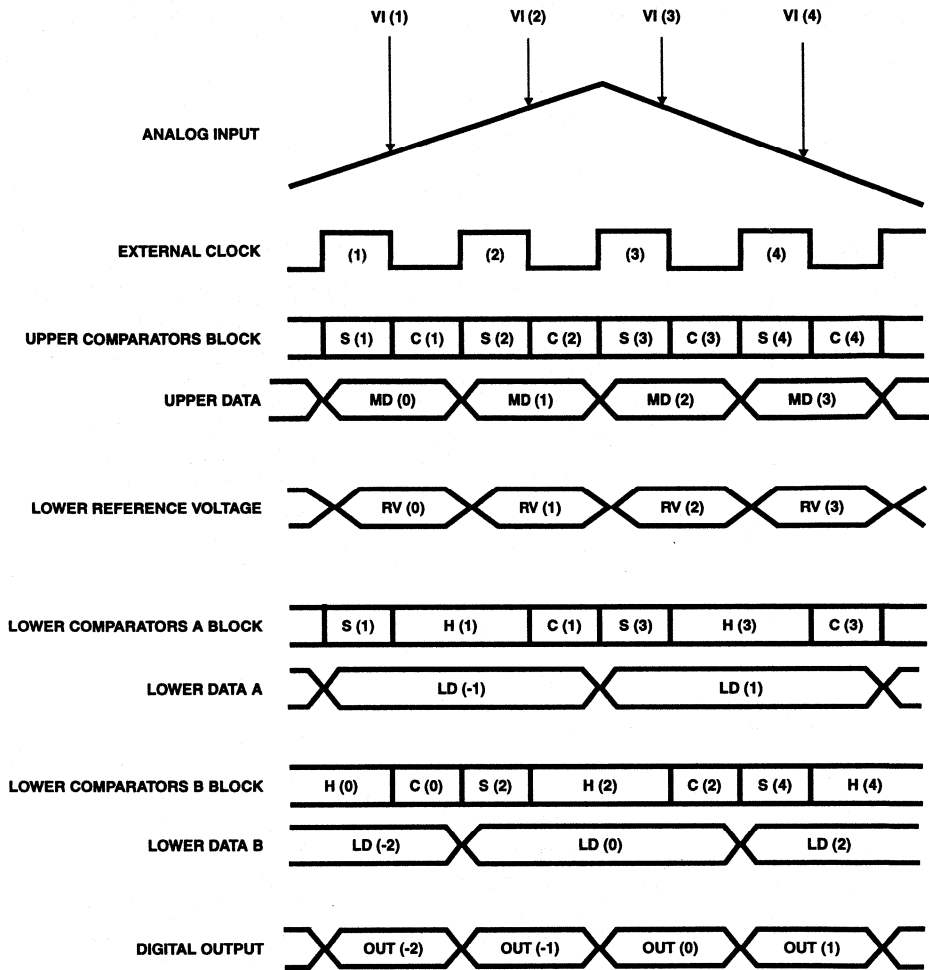 VI (1) VI (2) VI (3) VI (4)
ANALOG INPUT
EXTERNAL CLOCK (1) (2) (3) (4)
UPPER COMPARATORS BLOCK S (1) C (1) S (2) C (2) S (3) C (3) S (4) C (4)
UPPER DATA MD (0) MD (1) MD (2) MD (3)
LOWER REFERENCE VOLTAGE RV (0) RV (1) RV (2) RV (3)
LOWER COMPARATORS A BLOCK S (1) H (1) C (1) S (3) H (3) C (3)
LOWER DATA A LD (-1) LD (1)
LOWER COMPARATORS B BLOCK H (0) C (0) S (2) H (2) C (2) S (4) H (4)
LOWER DATA B LD (-2) LD (0) LD (2)
DIGITAL OUTPUT OUT (-2) OUT (-1) OUT (0) OUT (1)